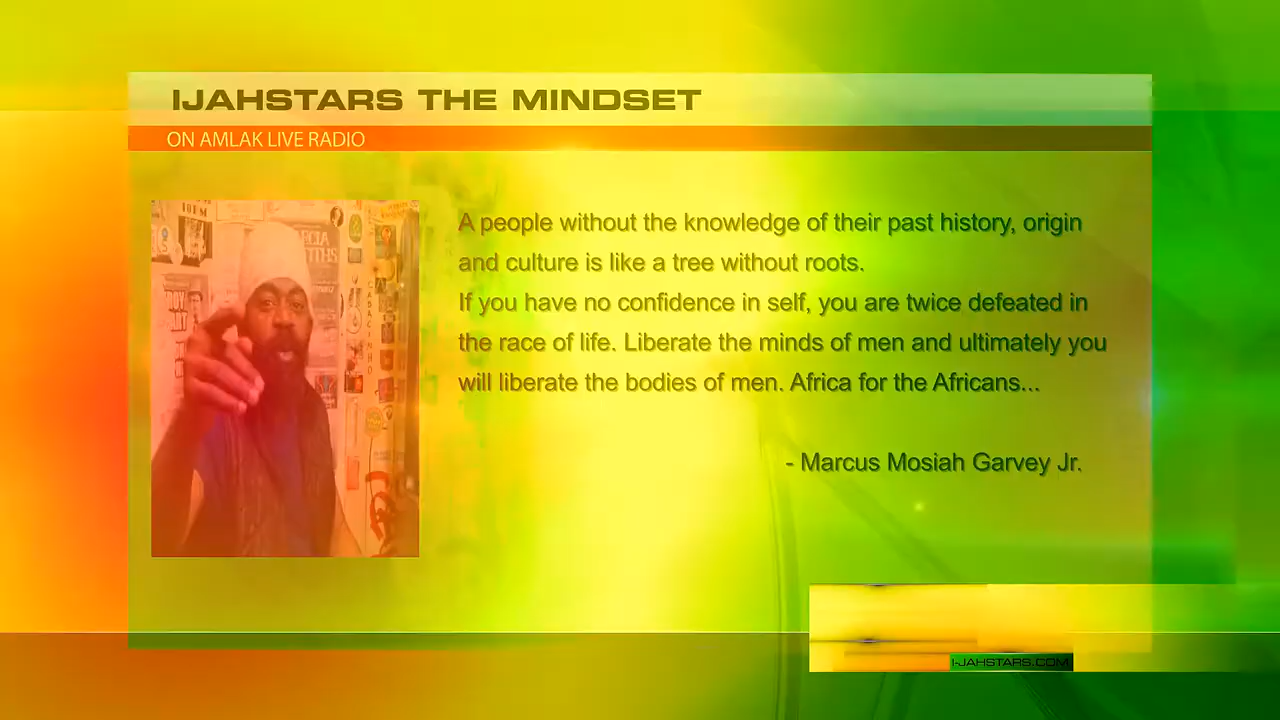 IJAHSTARS THE MINDSET
ON AMLAK LIVE RADIO
A people without the knowledge of their past history, origin
and culture is like a tree without roots.
If you have no confidence in self, you are twice defeated in
the race of life. Liberate the minds of men and ultimately you
will liberate the bodies of men. Africa for the Africans...
- Marcus Mosiah Garvey Jr.
I-JAHSTARS.COM